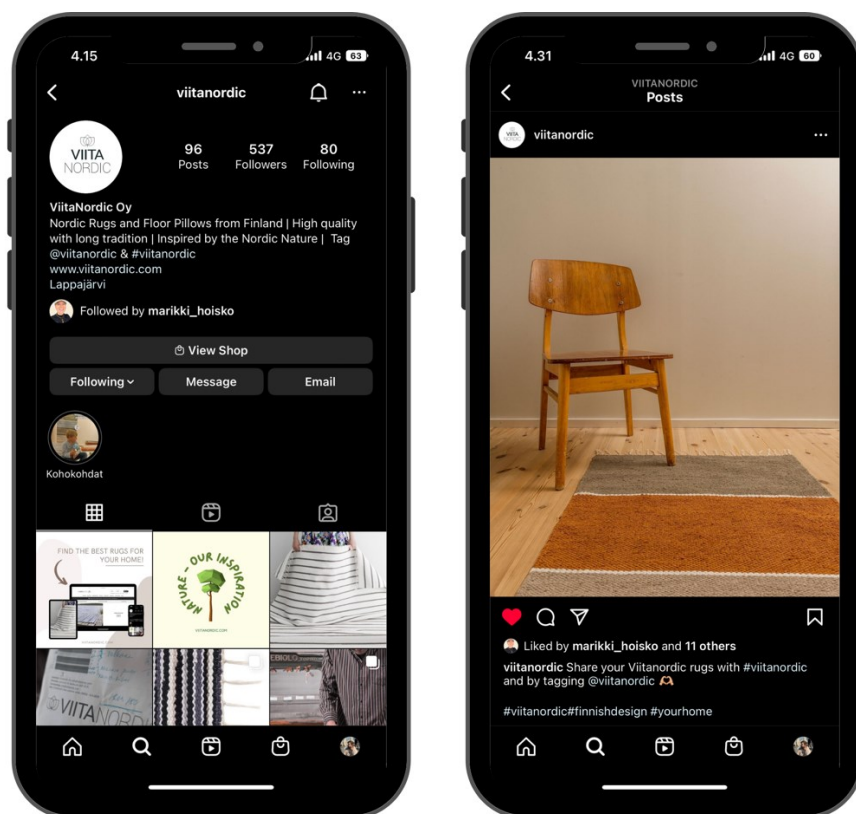 4.15
4G 63
viitanordic
VIITA
NORDIC
96 537 80
Posts Followers Following
ViitaNordic Oy
Nordic Rugs and Floor Pillows from Finland | High quality
with long tradition | Inspired by the Nordic Nature | Tag
@viitanordic & #viitanordic
www.viitanordic.com
Lappajärvi
Followed by marikki_hoisko
View Shop
Following Message Email
Kohokohdat
FIND THE BEST RUGS FOR
YOUR HOME!
NATURE - OUR INSPIRATION
VIITANORDIC.COM
VIITANORD
4.31
4G 60
VIITANORDIC
Posts
VIITA
NORDIC
viitanordic
Liked by marikki_hoisko and 11 others
viitanordic Share your Viitanordic rugs with #viitanordic
and by tagging @viitanordic 🫶
#viitanordic#finnishdesign #yourhome